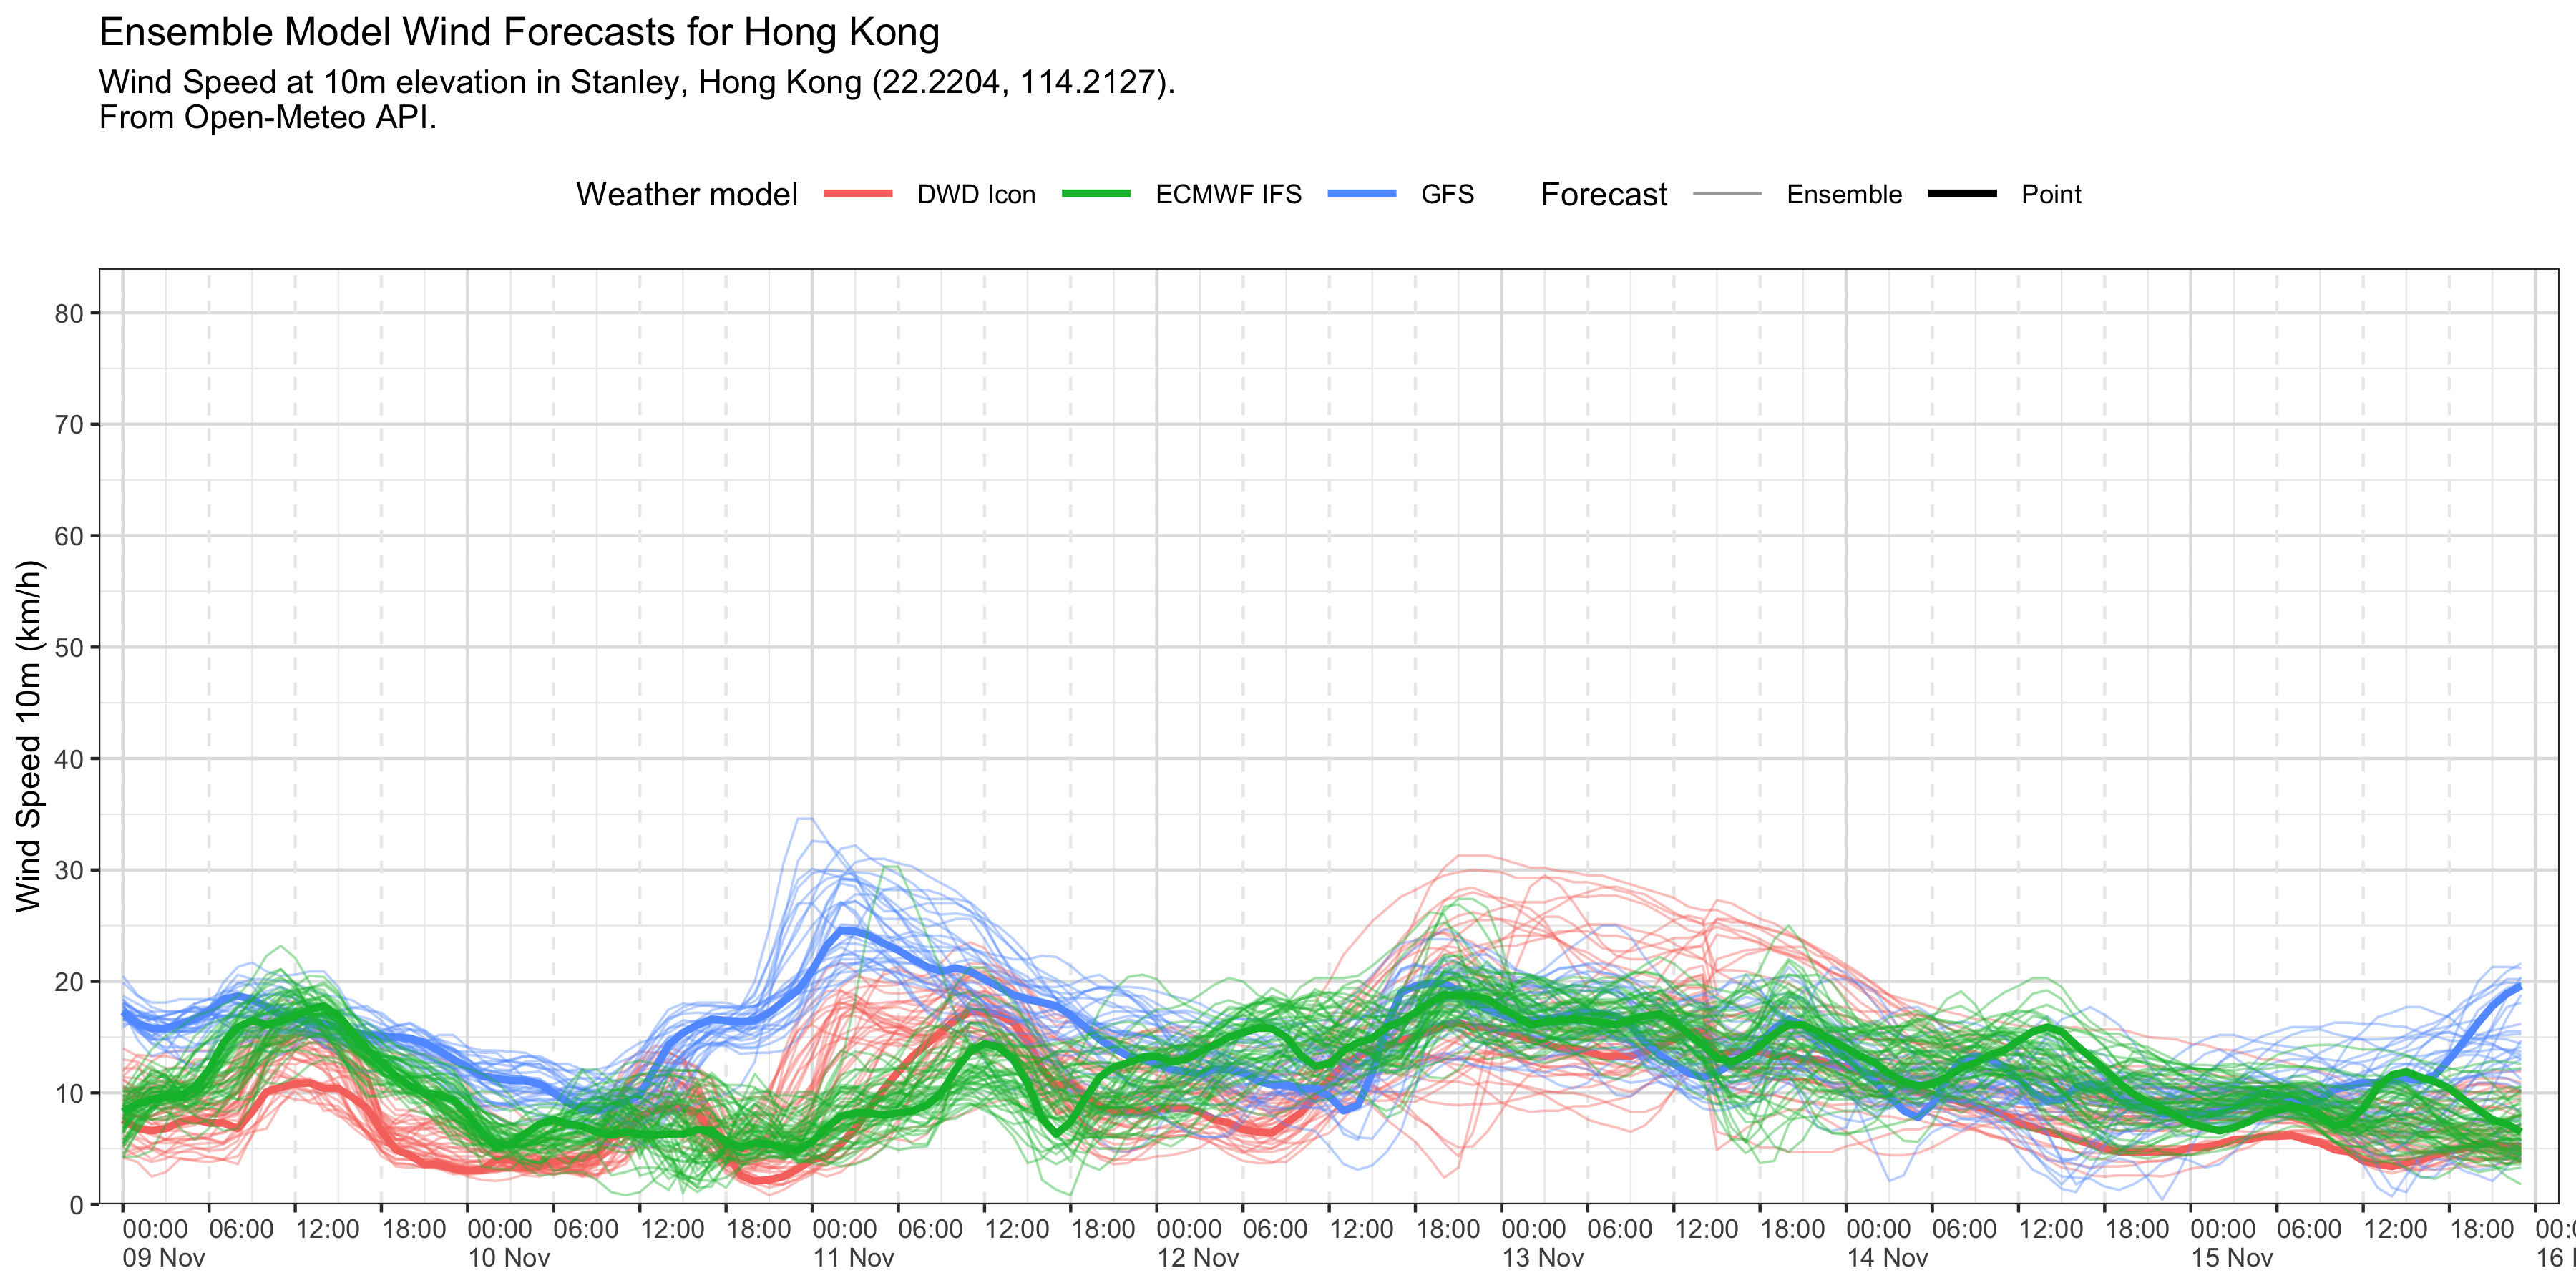 Ensemble Model Wind Forecasts for Hong Kong
Wind Speed at 10m elevation in Stanley, Hong Kong (22.2204, 114.2127).
From Open-Meteo API.
Weather model DWD Icon ECMWF IFS GFS Forecast Ensemble Point
Wind Speed 10m (km/h)
80
70
60
50
40
30
20
10
0
00:00 06:00 12:00 18:00 00:00 06:00 12:00 18:00 00:00 06:00 12:00 18:00 00:00 06:00 12:00 18:00 00:00 06:00 12:00 18:00 00:00 06:00 12:00 18:00 00:00 06:00 12:00 18:00
09 Nov 10 Nov 11 Nov 12 Nov 13 Nov 14 Nov 15 Nov 16